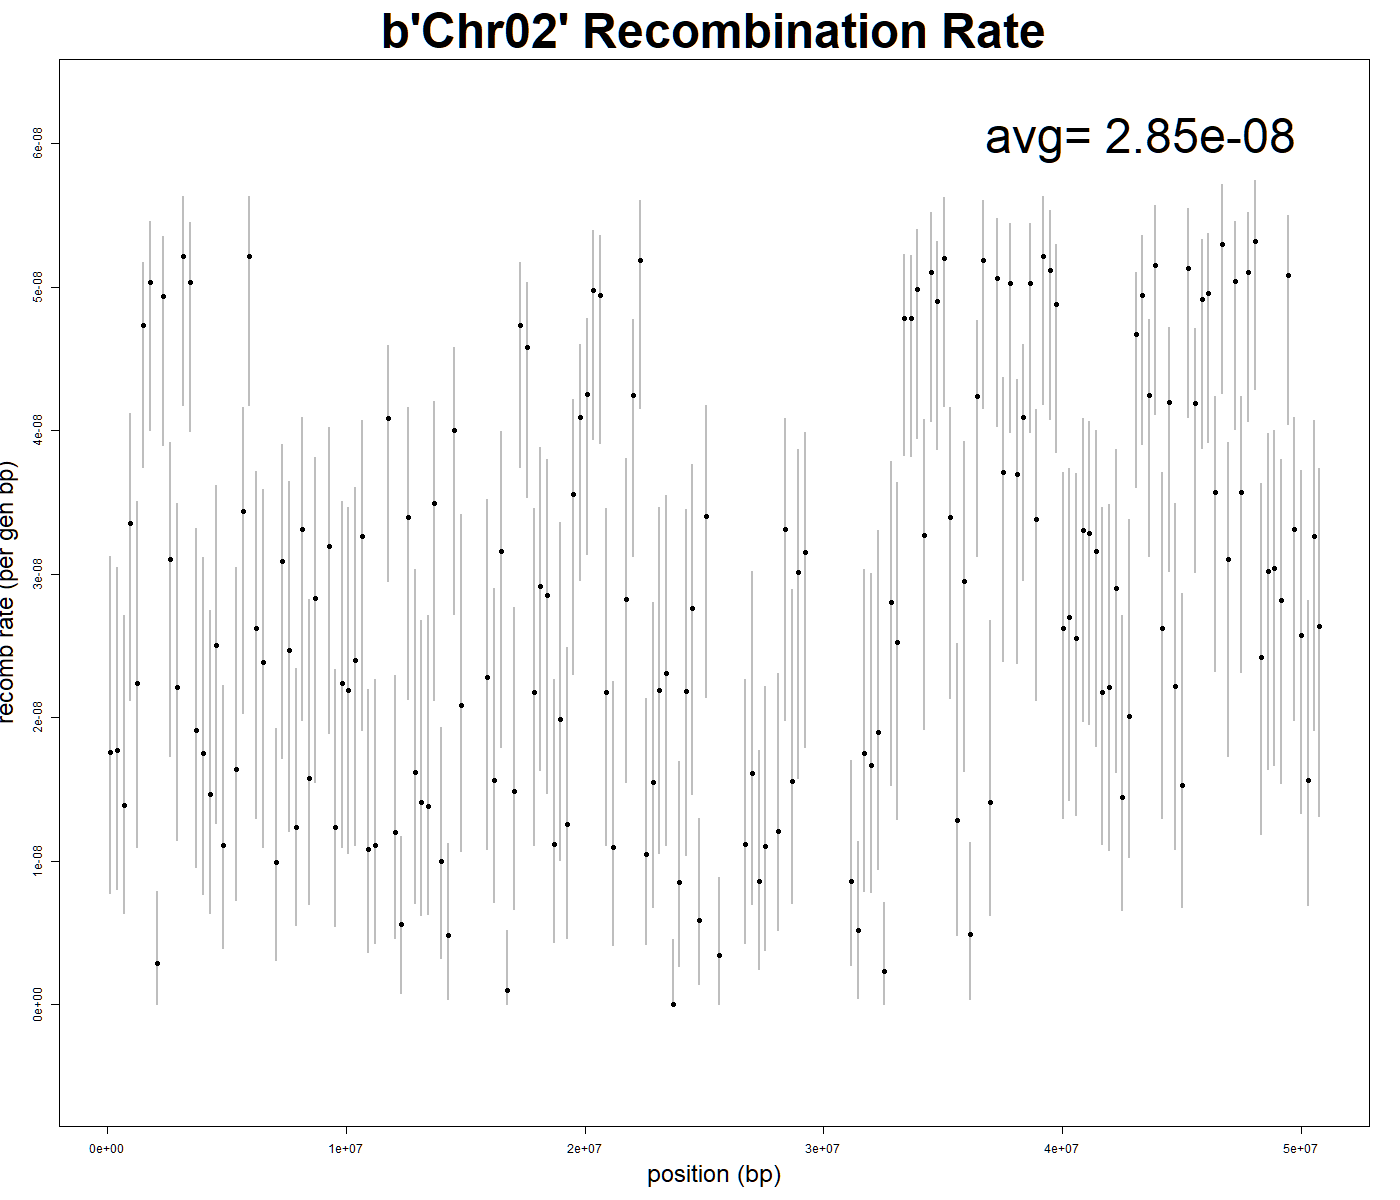 b'Chr02' Recombination Rate
avg= 2.85e-08
recomb rate (per gen bp)
6e-08
5e-08
4e-08
3e-08
2e-08
1e-08
0e+00
0e+00 1e+07 2e+07 3e+07 4e+07 5e+07
position (bp)